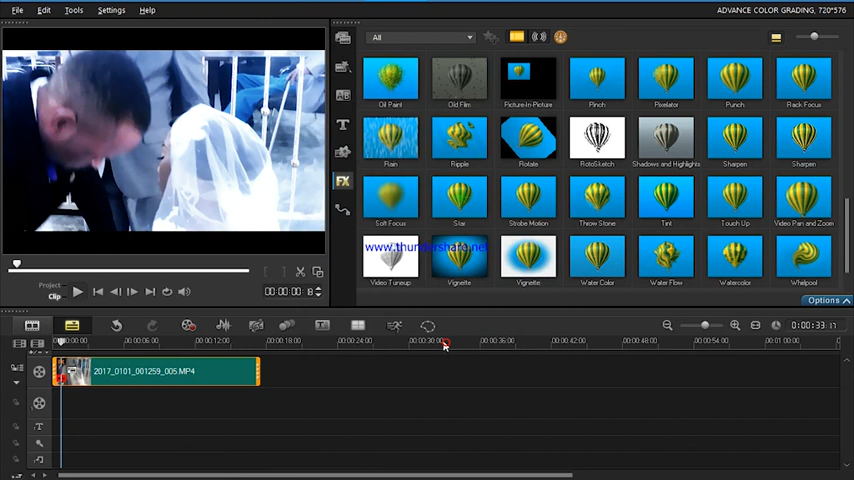 File Edit Tools Settings Help
ADVANCE COLOR GRADING, 720*576
All
Oil Paint Old Film Picture-In-Picture Pinch Pixelator Punch Rack Focus
Rain Ripple Rotate RotoSketch Shadows and Highlights Sharpen Sharpen
Soft Focus Star Strobe Motion Throw Stone Tint Touch Up Video Pan and Zoom
www.thundershare.net
Video Tuneup Vignette Vignette Water Color Water Flow Watercolor Whirlpool
FX
Project
Clip
00:00:00:18
Options
0:00:33:17
00:00:00:00 00:00:06:00 00:00:12:00 00:00:18:00 00:00:24:00 00:00:30:00 00:00:36:00 00:00:42:00 00:00:48:00 00:00:54:00 00:01:00:00
2017_0101_001259_005.MP4